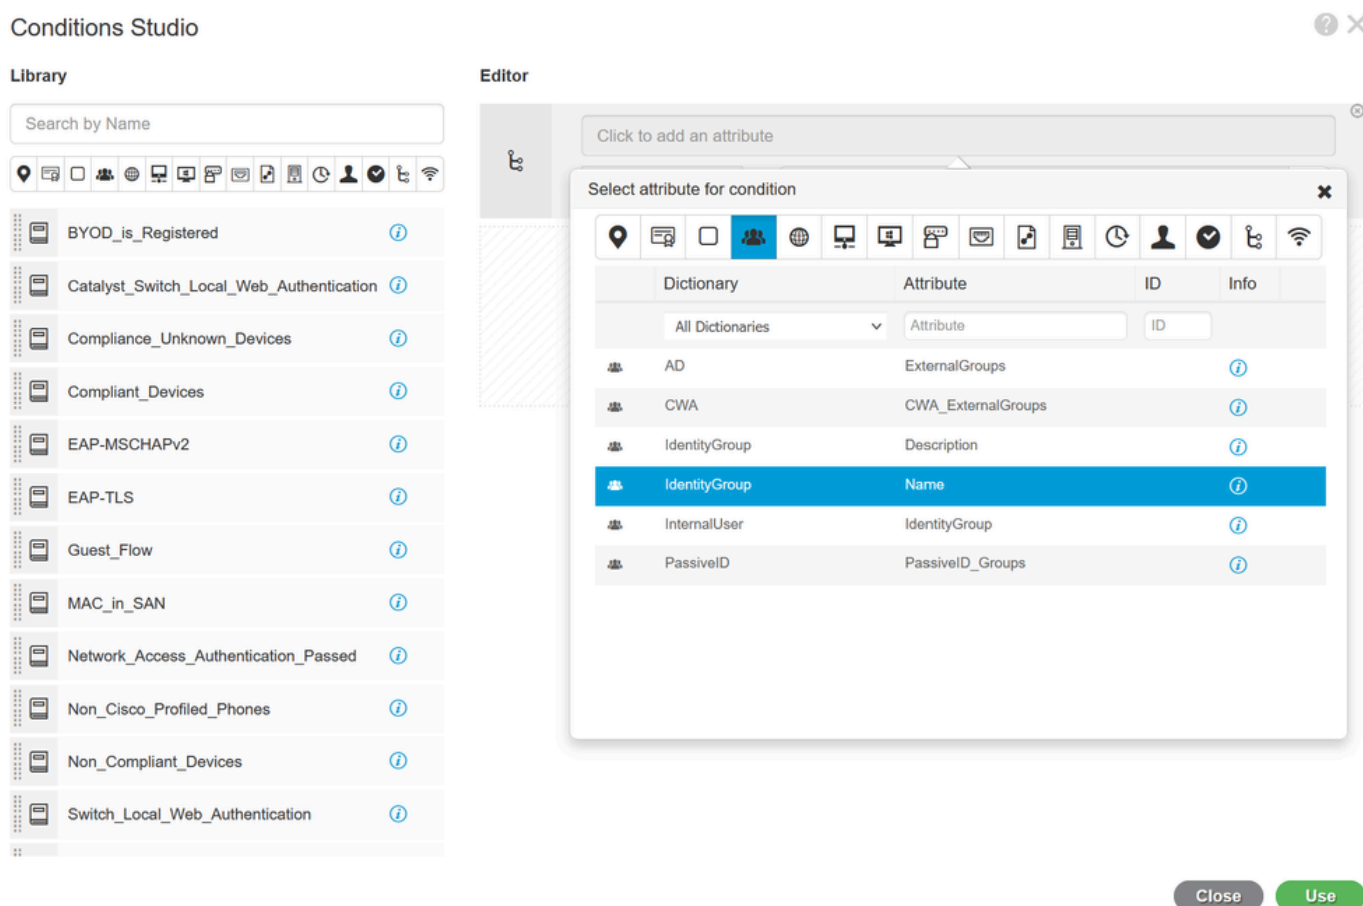 Conditions Studio
Library
Search by Name
BYOD_is_Registered
Catalyst_Switch_Local_Web_Authentication
Compliance_Unknown_Devices
Compliant_Devices
EAP-MSCHAPv2
EAP-TLS
Guest_Flow
MAC_in_SAN
Network_Access_Authentication_Passed
Non_Cisco_Profiled_Phones
Non_Compliant_Devices
Switch_Local_Web_Authentication
Editor
Click to add an attribute
Select attribute for condition
Dictionary Attribute ID Info
All Dictionaries Attribute ID
AD ExternalGroups
CWA CWA_ExternalGroups
IdentityGroup Description
IdentityGroup Name
InternalUser IdentityGroup
PassiveID PassiveID_Groups
Close Use